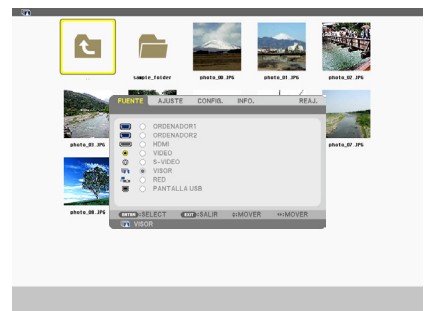 ...
sample_folder
photo_00.JPG
photo_01.JPG
photo_02.JPG
FUENTE AJUSTE CONFIG. INFO. REAJ.
photo_03.JPG
photo_07.JPG
ORDENADOR1
ORDENADOR2
HDMI
VIDEO
S-VIDEO
VISOR
RED
PANTALLA USB
photo_08.JPG
ENTER :SELECT EXIT :SALIR :MOVER :MOVER
VISOR